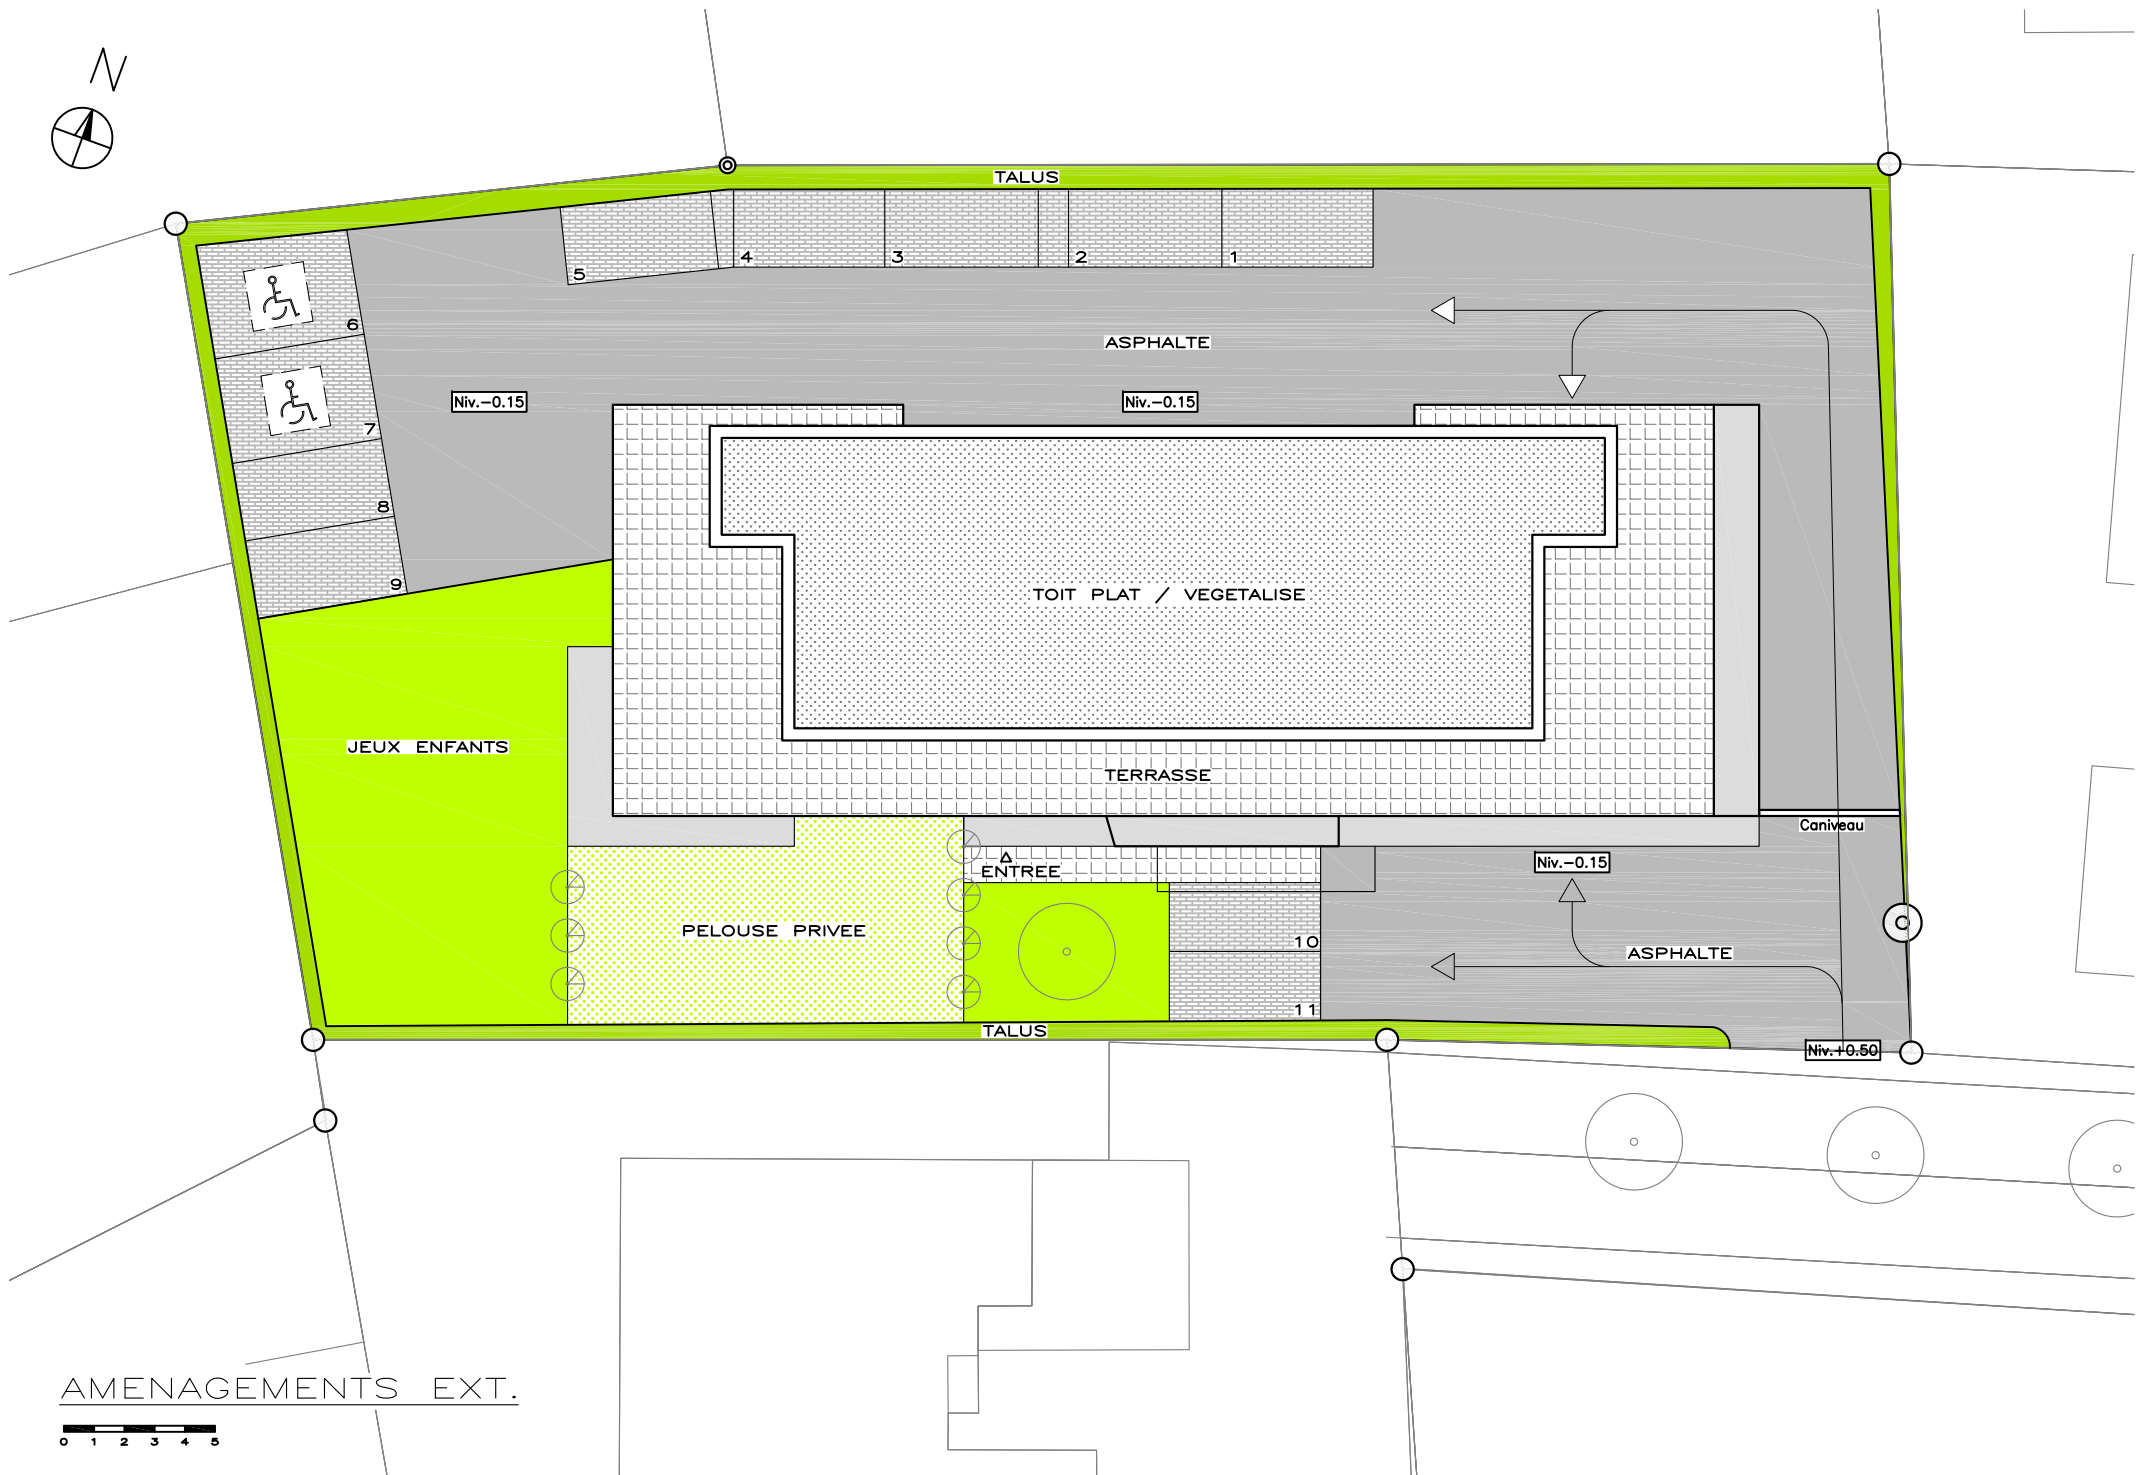 N
TALUS
5
4
3
2
1
6
7
8
9
ASPHALTE
Niv.-0.15
Niv.-0.15
TOIT PLAT / VEGETALISE
JEUX ENFANTS
TERRASSE
Caniveau
ENTREE
Niv.-0.15
PELOUSE PRIVEE
10
ASPHALTE
11
TALUS
Niv.+0.50
AMENAGEMENTS EXT.
0 1 2 3 4 5